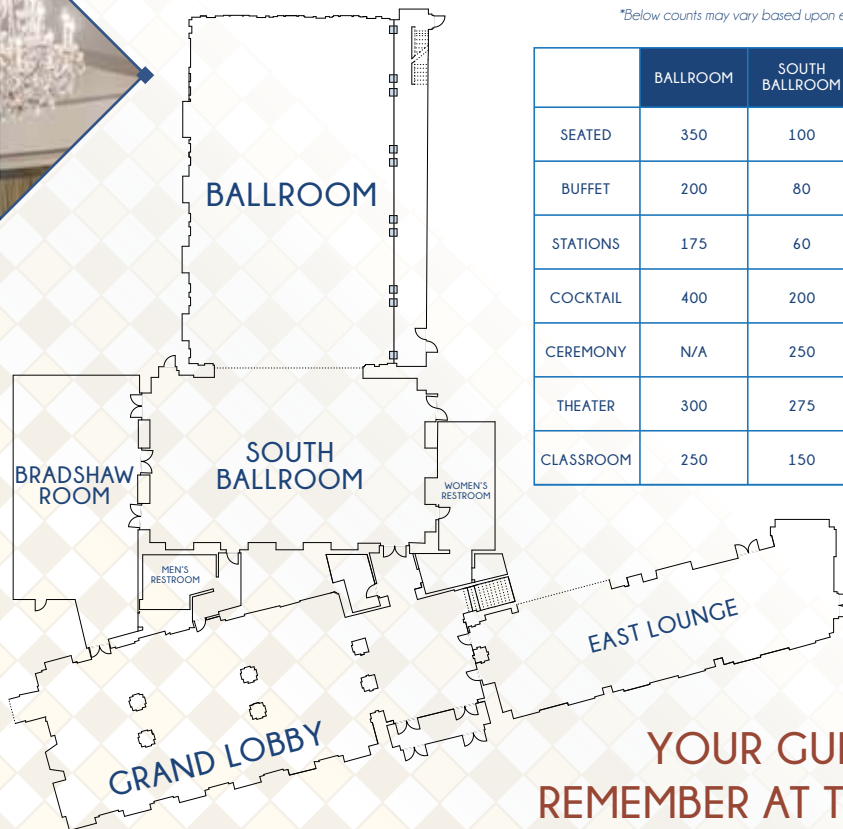 *Below counts may vary based upon e
BALLROOM
SOUTH
BALLROOM
SEATED 350 100
BUFFET 200 80
STATIONS 175 60
COCKTAIL 400 200
CEREMONY N/A 250
THEATER 300 275
CLASSROOM 250 150
BALLROOM
SOUTH
BALLROOM
BRADSHAW
ROOM
WOMEN'S
RESTROOM
MEN'S
RESTROOM
EAST LOUNGE
GRAND LOBBY
YOUR GUE
REMEMBER AT T